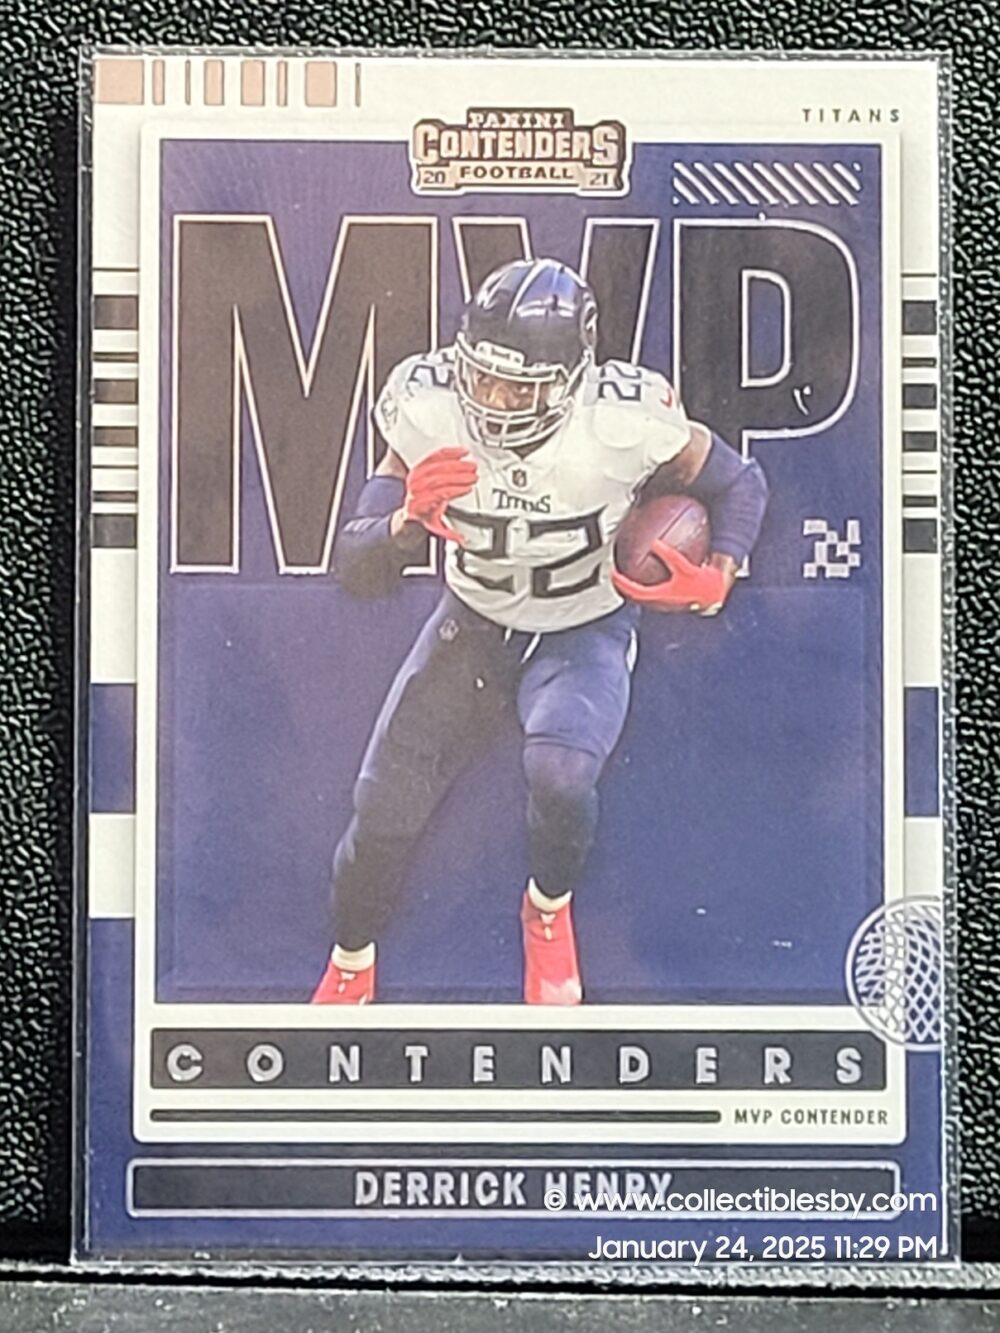 TITANS
PANINI
CONTENDERS
20 FOOTBALL 21
MVP
22
22
TITANS
22
CONTENDERS
MVP CONTENDER
DERRICK HENRY
© www.collectiblesby.com
January 24, 2025 11:29 PM